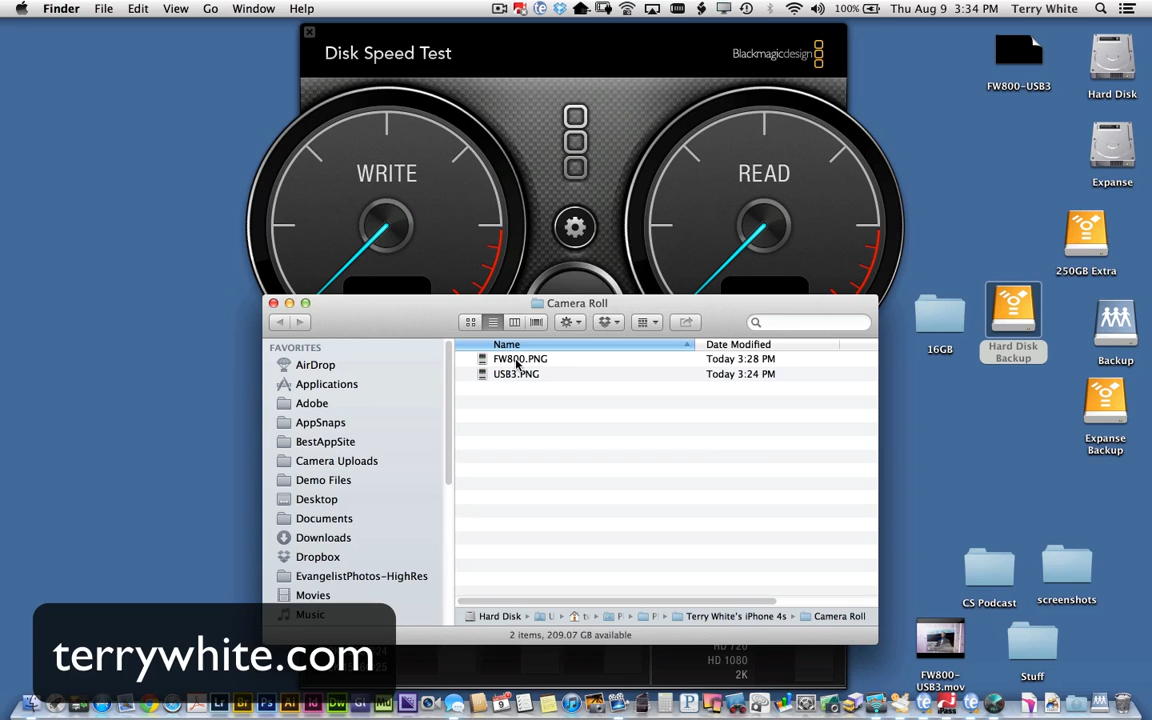 Finder File Edit View Go Window Help
100% Thu Aug 9 3:34 PM Terry White
Disk Speed Test
Blackmagicdesign
WRITE
READ
FW800-USB3
Hard Disk
Expanse
250GB Extra
16GB
Hard Disk
Backup
Backup
Expanse
Backup
CS Podcast
screenshots
FW800-
USB3.mov
Stuff
Camera Roll
FAVORITES
AirDrop
Applications
Adobe
AppSnaps
BestAppSite
Camera Uploads
Demo Files
Desktop
Documents
Downloads
Dropbox
EvangelistPhotos-HighRes
Movies
Music
Name Date Modified
FW800.PNG Today 3:28 PM
USB3.PNG Today 3:24 PM
Hard Disk U P P Terry White's iPhone 4s Camera Roll
2 items, 209.07 GB available
HD 720
HD 1080
2K
terrywhite.com